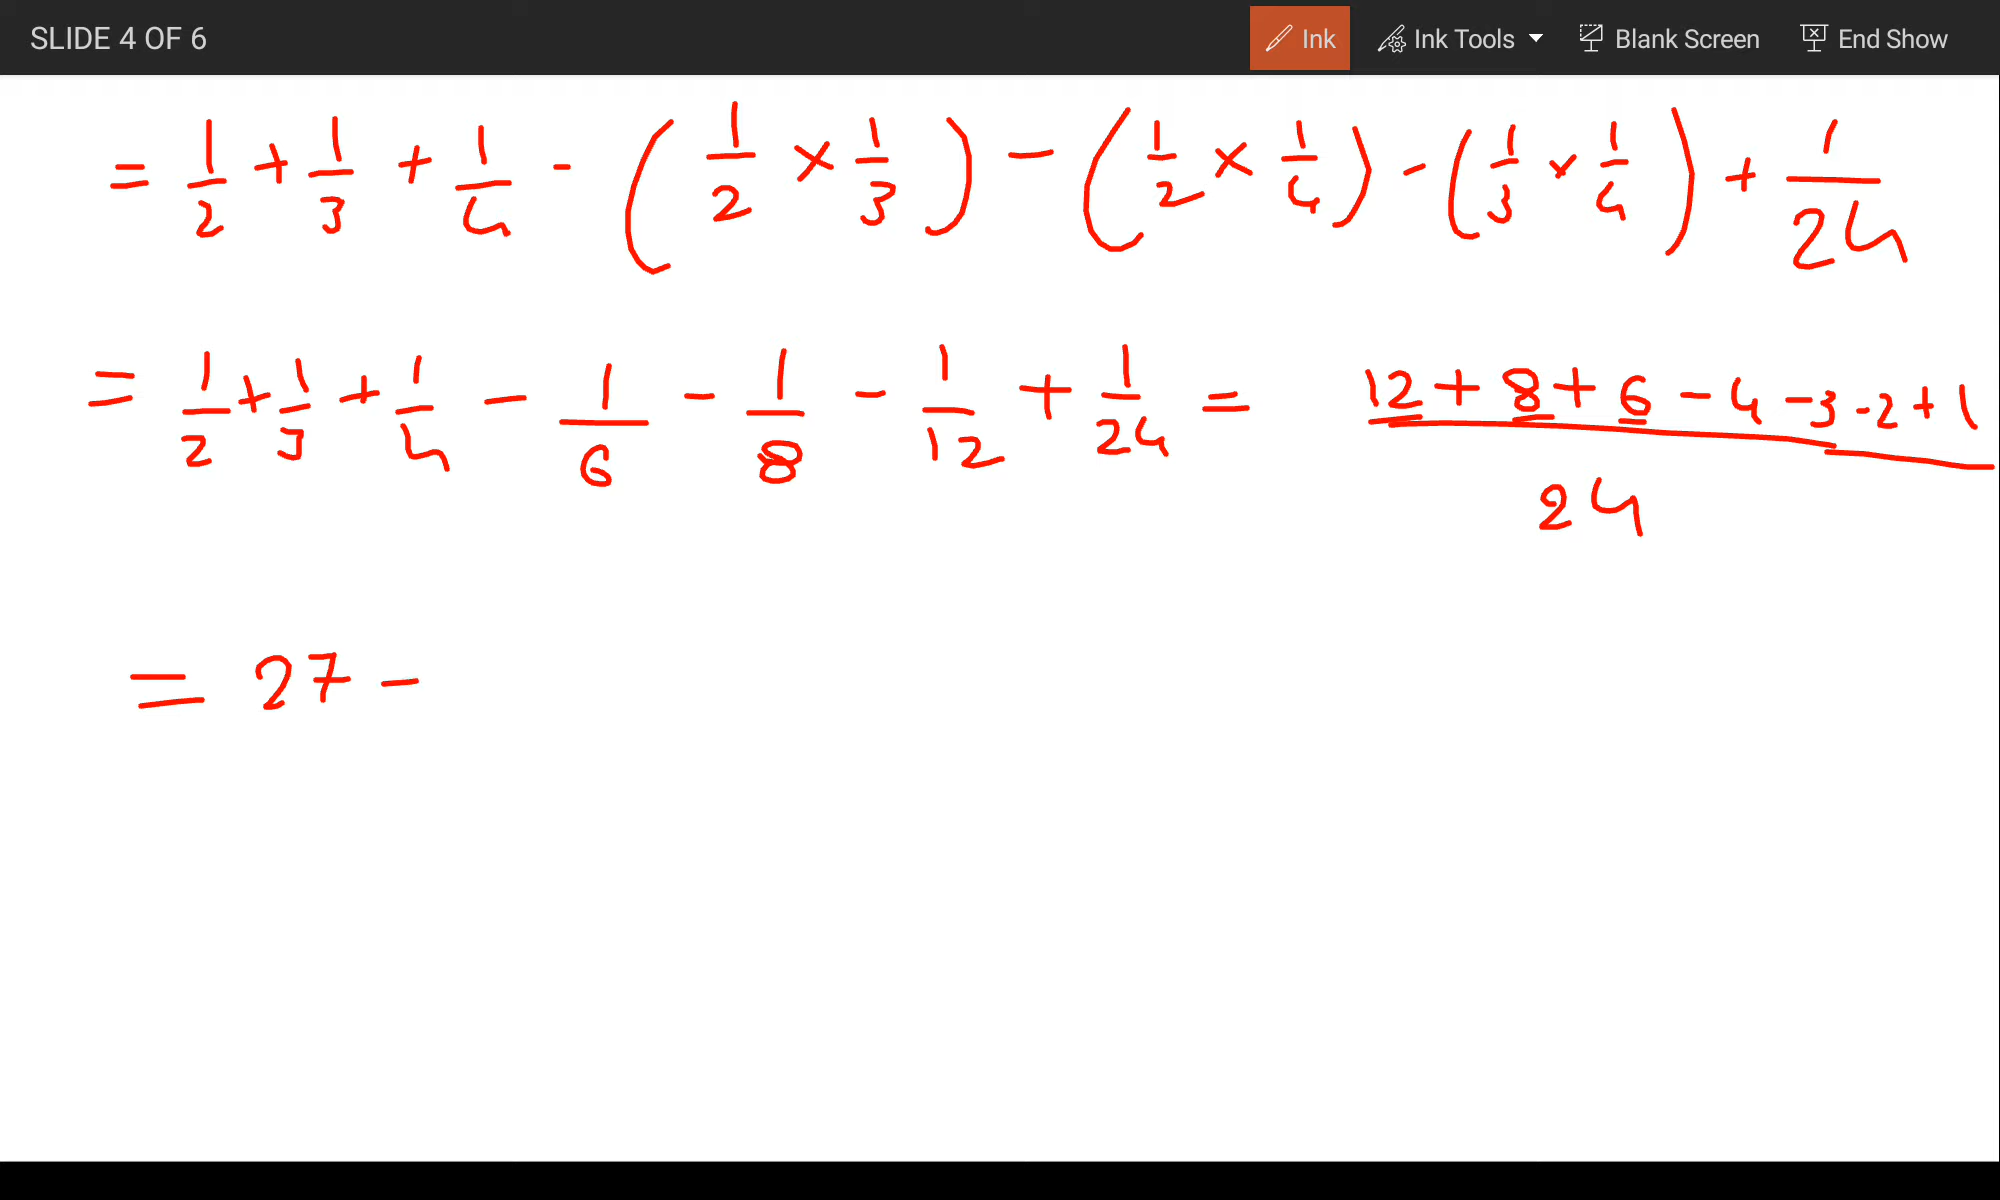 SLIDE 4 OF 6 Ink Ink Tools Blank Screen End Show
= 1/2 + 1/3 + 1/4 - (1/2 × 1/3) - (1/2 × 1/4) - (1/3 × 1/4) + 1/24
= 1/2 + 1/3 + 1/4 - 1/6 - 1/8 - 1/12 + 1/24 = (12 + 8 + 6 - 4 - 3 - 2 + 1)/24
= 27 -